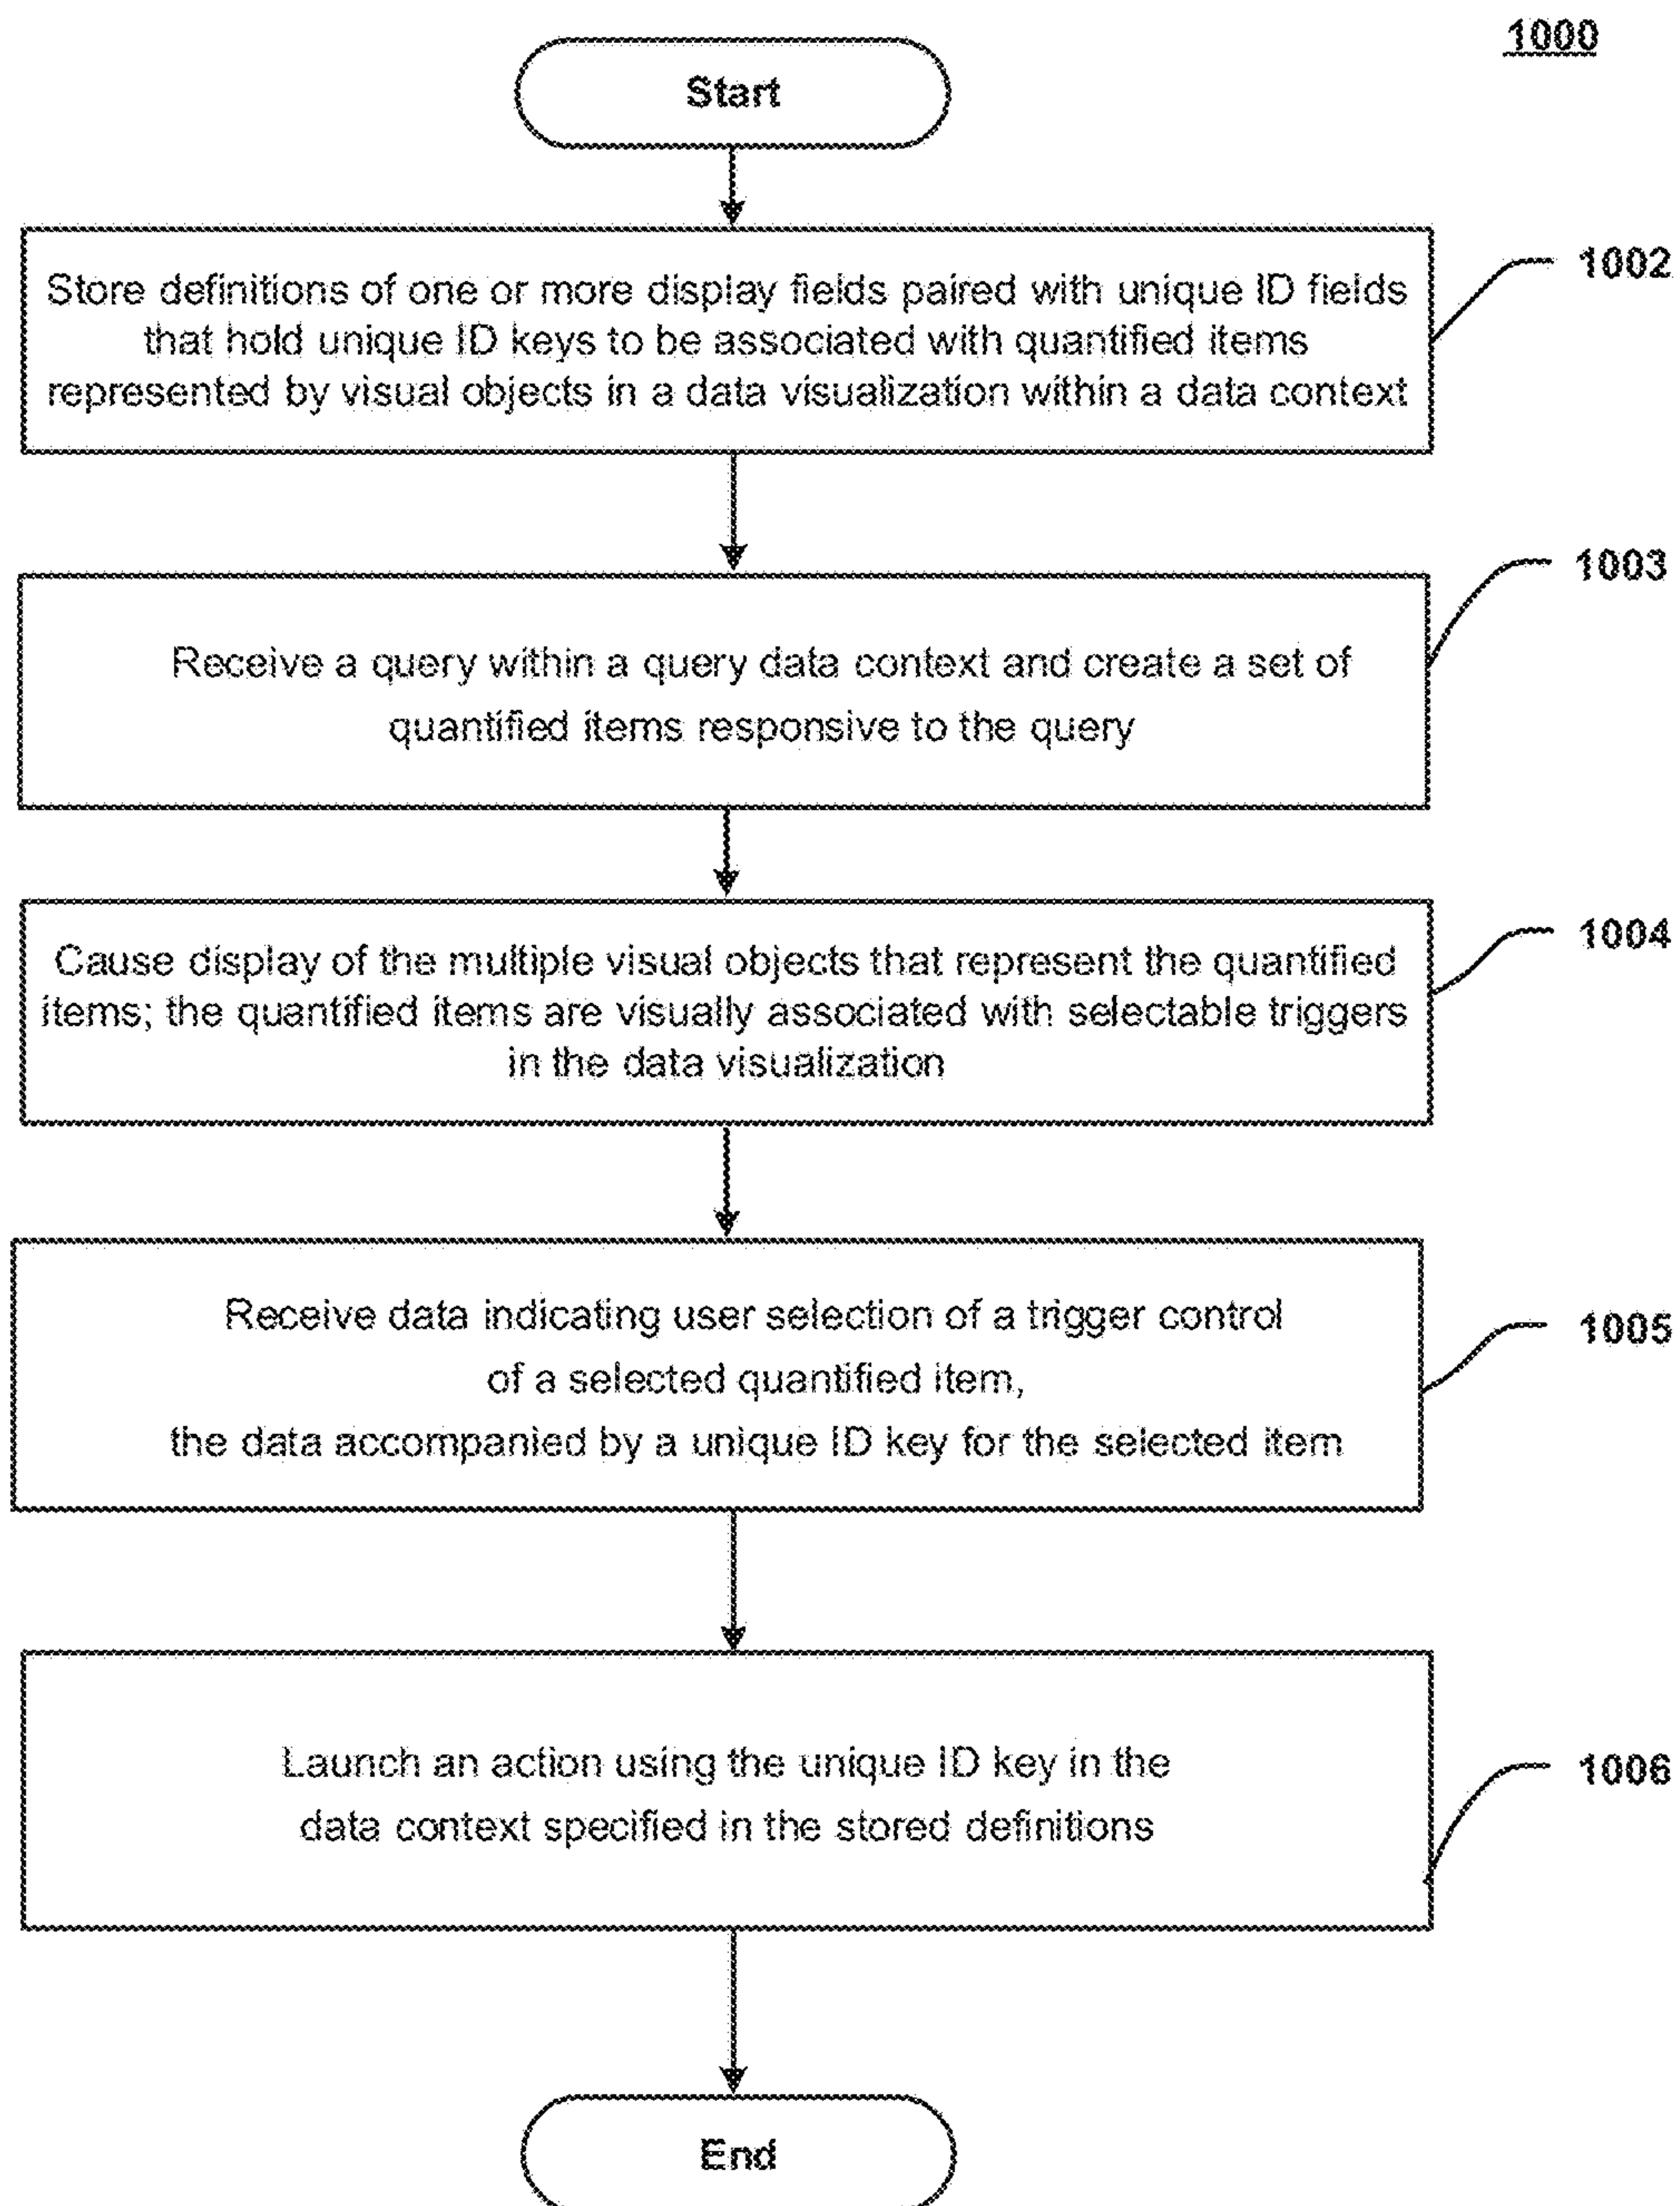 1000
Start
Store definitions of one or more display fields paired with unique ID fields
that hold unique ID keys to be associated with quantified items
represented by visual objects in a data visualization within a data context
1002
Receive a query within a query data context and create a set of
quantified items responsive to the query
1003
Cause display of the multiple visual objects that represent the quantified
items; the quantified items are visually associated with selectable triggers
in the data visualization
1004
Receive data indicating user selection of a trigger control
of a selected quantified item,
the data accompanied by a unique ID key for the selected item
1005
Launch an action using the unique ID key in the
data context specified in the stored definitions
1006
End